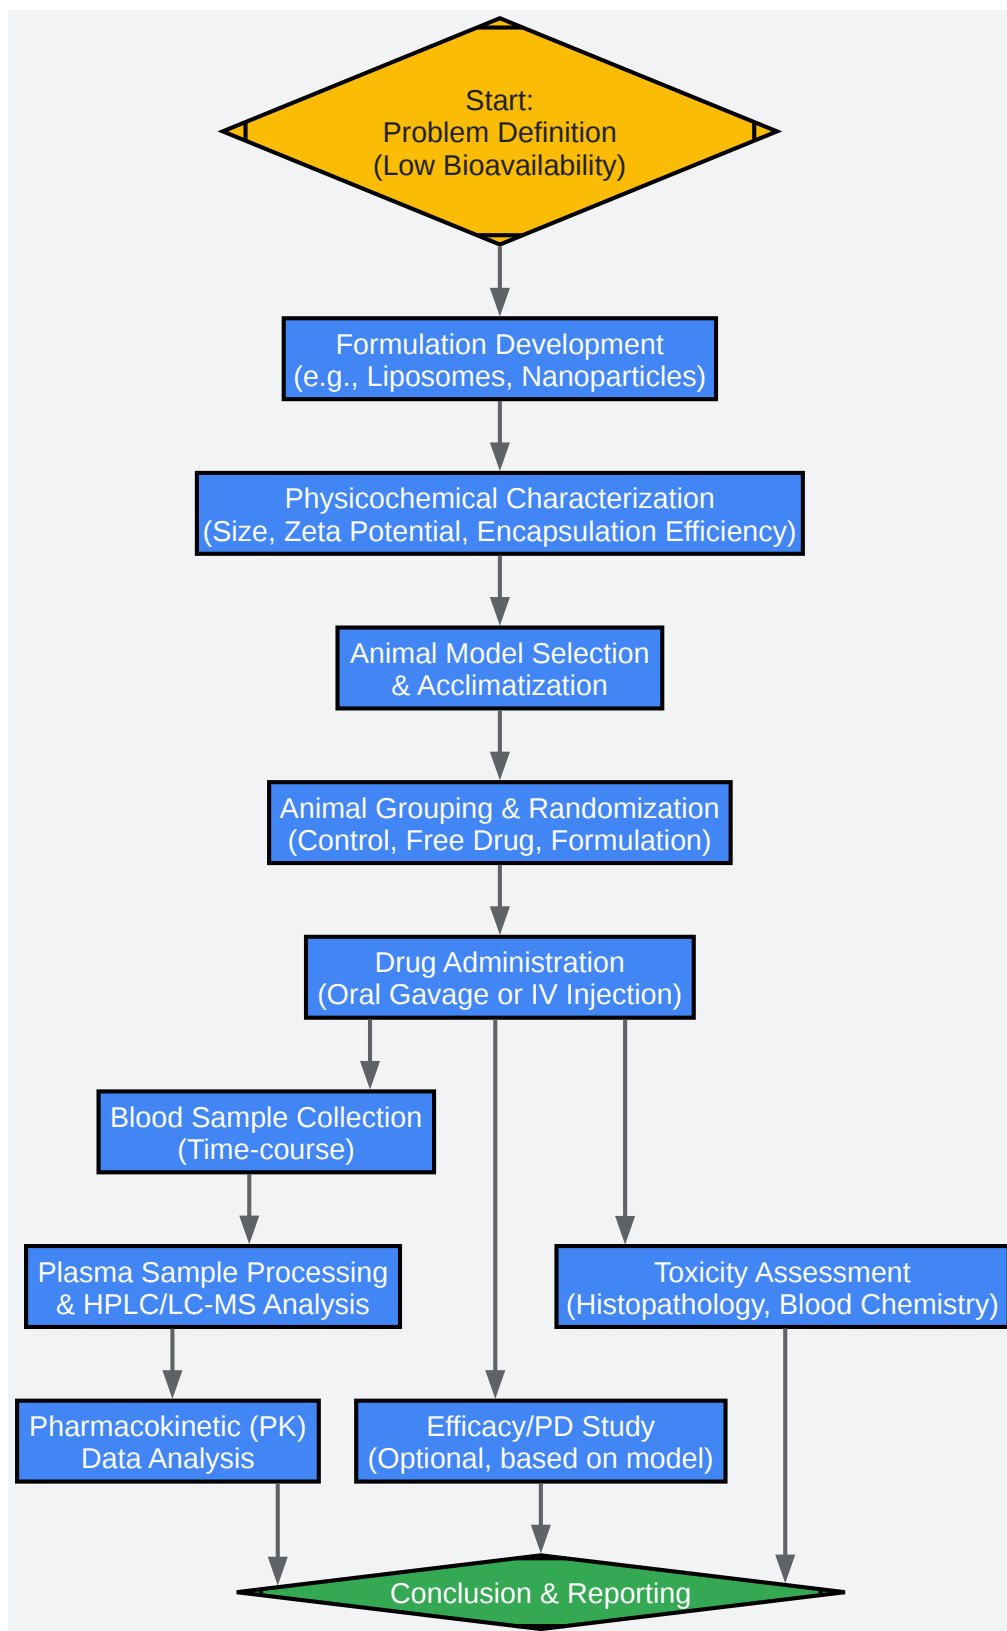 Start:
Problem Definition
(Low Bioavailability)
Formulation Development
(e.g., Liposomes, Nanoparticles)
Physicochemical Characterization
(Size, Zeta Potential, Encapsulation Efficiency)
Animal Model Selection
& Acclimatization
Animal Grouping & Randomization
(Control, Free Drug, Formulation)
Drug Administration
(Oral Gavage or IV Injection)
Blood Sample Collection
(Time-course)
Plasma Sample Processing
& HPLC/LC-MS Analysis
Toxicity Assessment
(Histopathology, Blood Chemistry)
Pharmacokinetic (PK)
Data Analysis
Efficacy/PD Study
(Optional, based on model)
Conclusion & Reporting